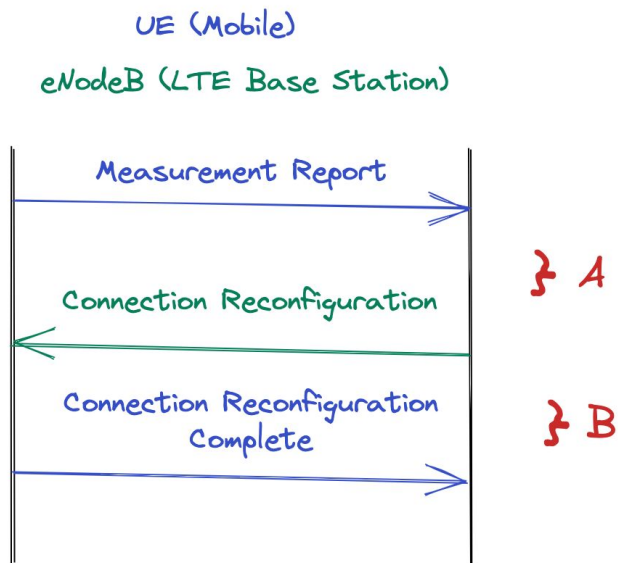 UE (Mobile)
eNodeB (LTE Base Station)
Measurement Report
} A
Connection Reconfiguration
Connection Reconfiguration
Complete
} B